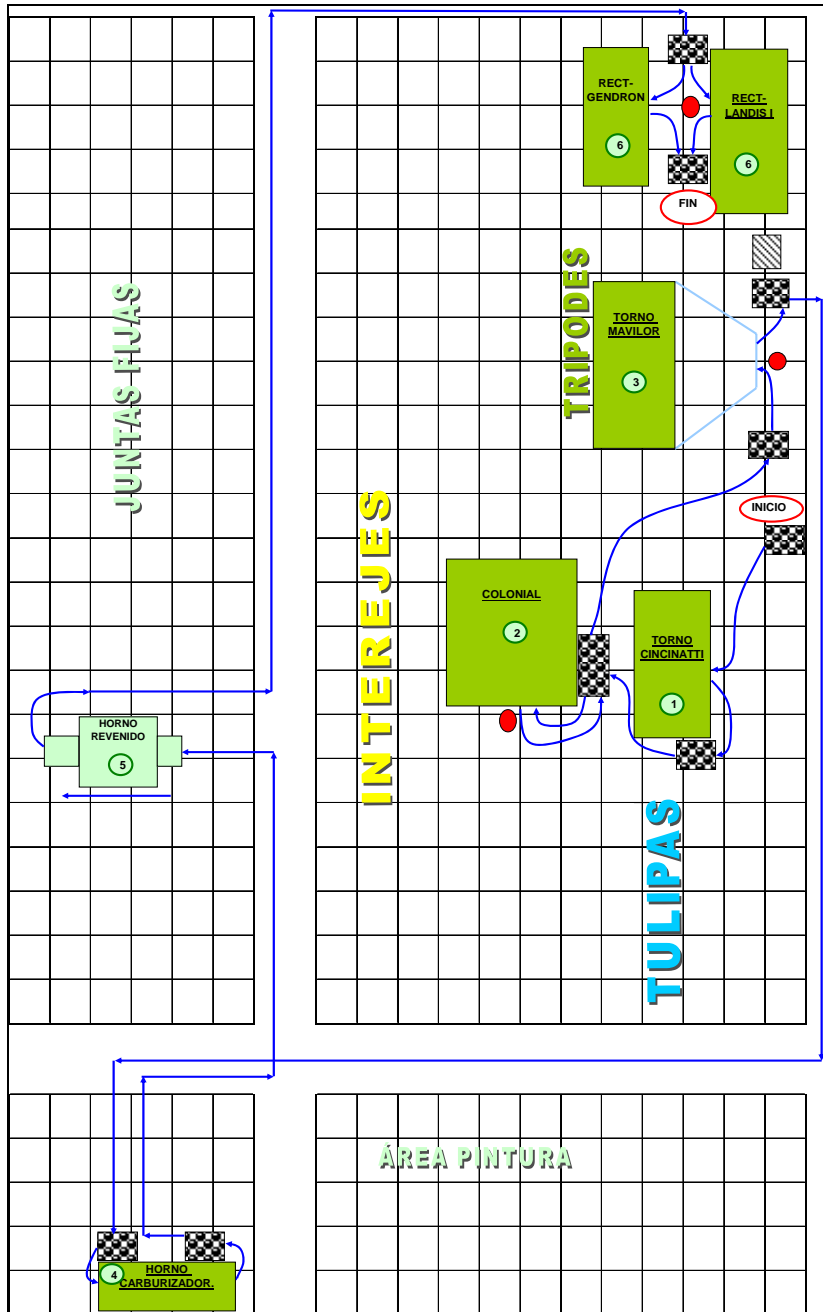 RECT-
GENDRON
6
RECT-
LANDIS I
6
FIN
TRIPODES
TORNO
MAVILOR
3
JUNTAS FIJAS
INICIO
INTEREJES
COLONIAL
2
TORNO
CINCINATTI
1
HORNO
REVENIDO
5
TULIPAS
ÁREA PINTURA
4
HORNO
CARBURIZADOR.